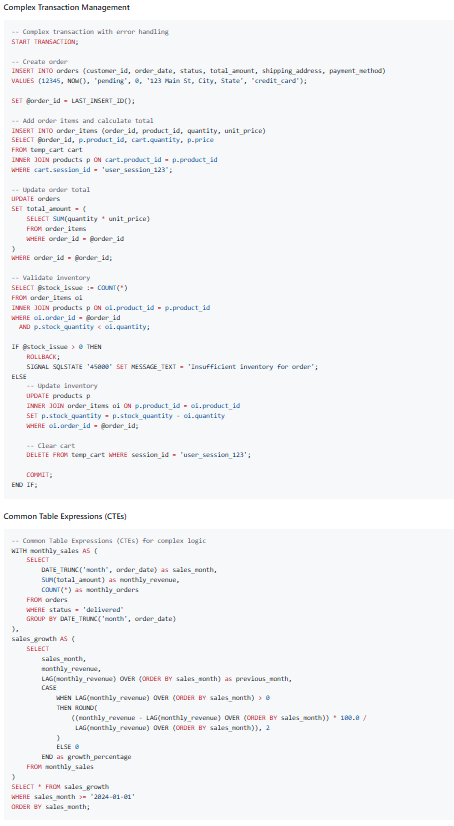 Complex Transaction Management
-- Complex transaction with error handling
START TRANSACTION;
-- Create order
INSERT INTO orders (customer_id, order_date, status, total_amount, shipping_address, payment_method)
VALUES (12345, NOW(), 'pending', 0, '123 Main St, City, State', 'credit_card');
SET @order_id = LAST_INSERT_ID();
-- Add order items and calculate total
INSERT INTO order_items (order_id, product_id, quantity, unit_price)
SELECT @order_id, p.product_id, cart.quantity, p.price
FROM temp_cart cart
INNER JOIN products p ON cart.product_id = p.product_id
WHERE cart.session_id = 'user_session_123';
-- Update order total
UPDATE orders
SET total_amount = (
    SELECT SUM(quantity * unit_price)
    FROM order_items
    WHERE order_id = @order_id
)
WHERE order_id = @order_id;
-- Validate inventory
SELECT @stock_issue := COUNT(*)
FROM order_items oi
INNER JOIN products p ON oi.product_id = p.product_id
WHERE oi.order_id = @order_id
  AND p.stock_quantity < oi.quantity;
IF @stock_issue > 0 THEN
    ROLLBACK;
    SIGNAL SQLSTATE '45000' SET MESSAGE_TEXT = 'Insufficient inventory for order';
ELSE
    -- Update inventory
    UPDATE products p
    INNER JOIN order_items oi ON p.product_id = oi.product_id
    SET p.stock_quantity = p.stock_quantity - oi.quantity
    WHERE oi.order_id = @order_id;
    -- Clear cart
    DELETE FROM temp_cart WHERE session_id = 'user_session_123';
    COMMIT;
END IF;
Common Table Expressions (CTEs)
-- Common Table Expressions (CTEs) for complex logic
WITH monthly_sales AS (
    SELECT
        DATE_TRUNC('month', order_date) as sales_month,
        SUM(total_amount) as monthly_revenue,
        COUNT(*) as monthly_orders
    FROM orders
    WHERE status = 'delivered'
    GROUP BY DATE_TRUNC('month', order_date)
),
sales_growth AS (
    SELECT
        sales_month,
        monthly_revenue,
        LAG(monthly_revenue) OVER (ORDER BY sales_month) as previous_month,
        CASE
            WHEN LAG(monthly_revenue) OVER (ORDER BY sales_month) > 0
            THEN ROUND(
                ((monthly_revenue - LAG(monthly_revenue) OVER (ORDER BY sales_month)) * 100.0 /
                 LAG(monthly_revenue) OVER (ORDER BY sales_month)), 2
            )
            ELSE 0
        END as growth_percentage
    FROM monthly_sales
)
SELECT * FROM sales_growth
WHERE sales_month >= '2024-01-01'
ORDER BY sales_month;